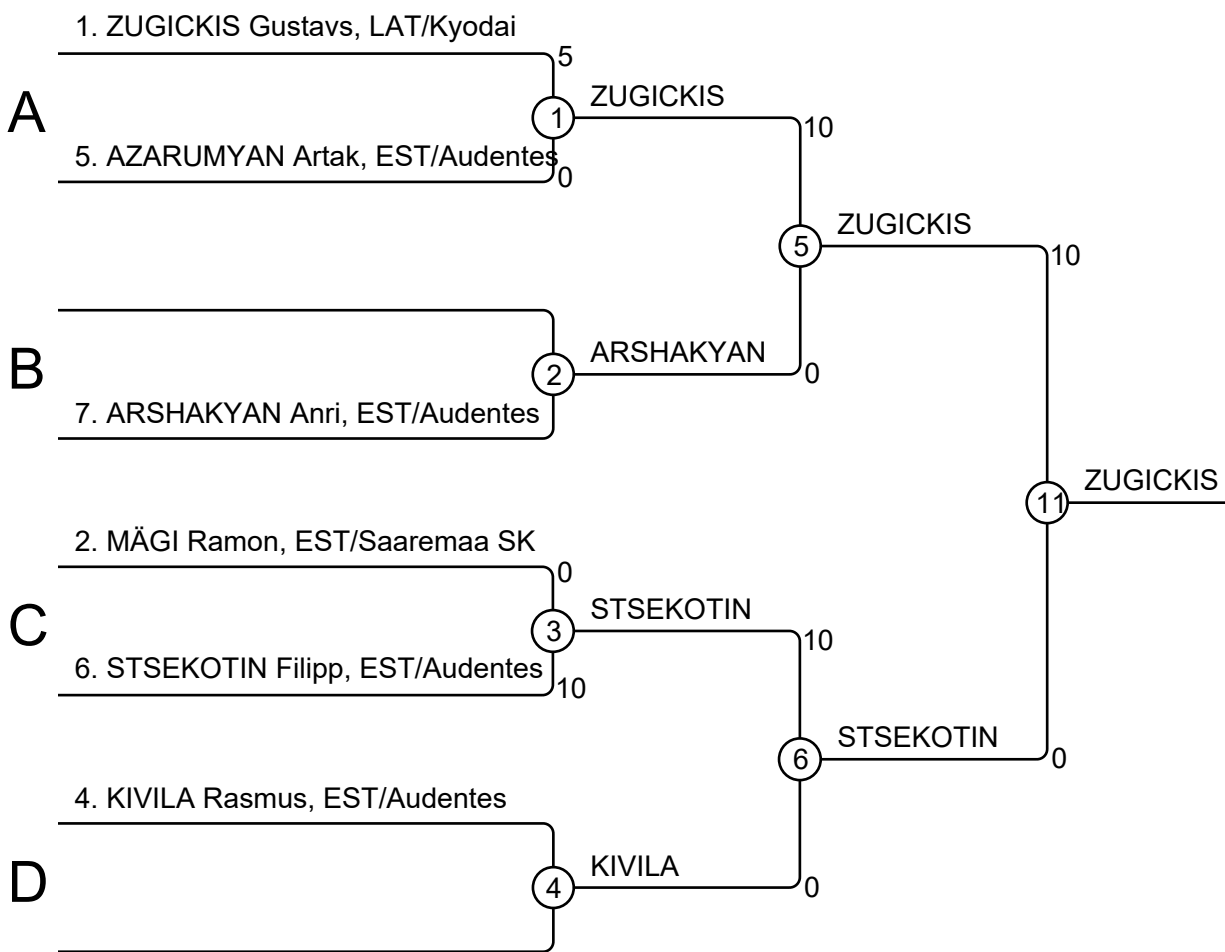 1. ZUGICKIS Gustavs, LAT/Kyodai
5
A
1
ZUGICKIS
10
5. AZARUMYAN Artak, EST/Audentes
0
5
ZUGICKIS
10
B
2
ARSHAKYAN
0
7. ARSHAKYAN Anri, EST/Audentes
11
ZUGICKIS
2. MÄGI Ramon, EST/Saaremaa SK
0
C
3
STSEKOTIN
10
6. STSEKOTIN Filipp, EST/Audentes
10
6
STSEKOTIN
0
4. KIVILA Rasmus, EST/Audentes
D
4
KIVILA
0